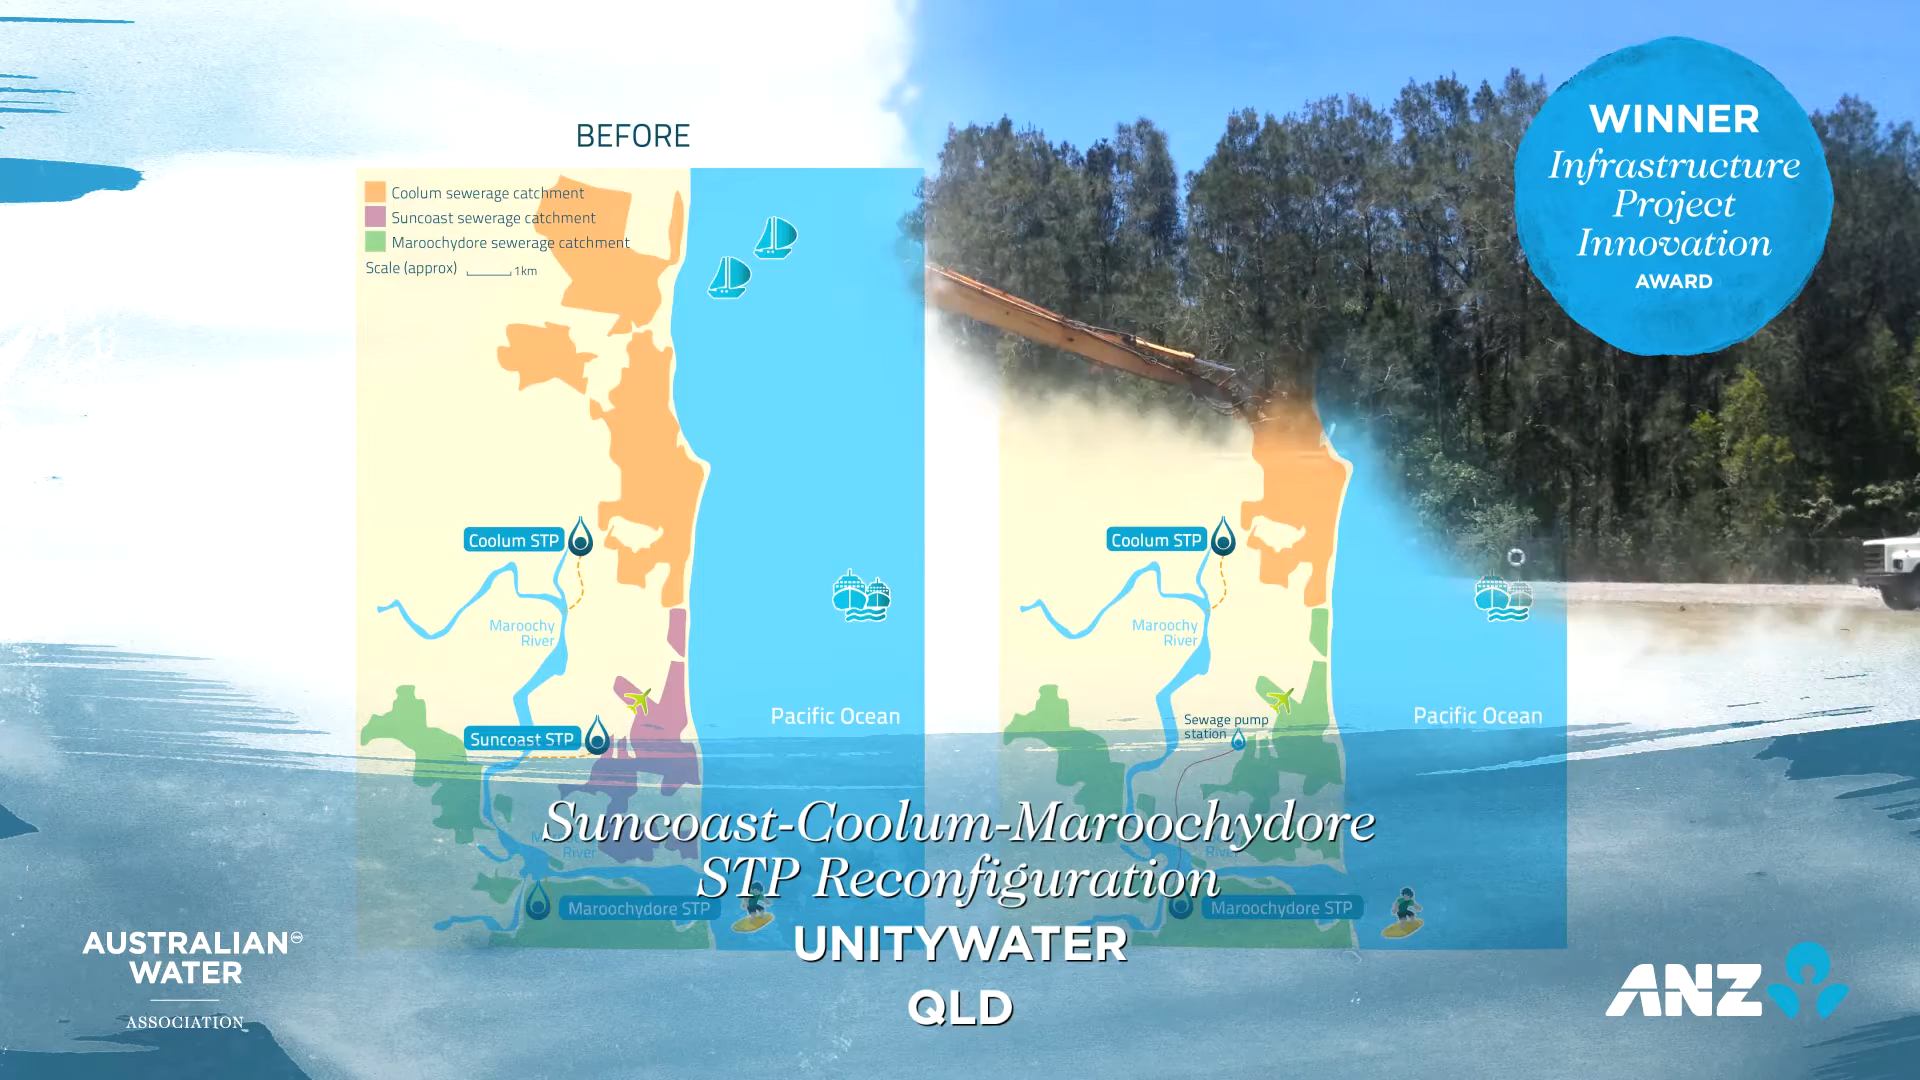 WINNER
Infrastructure
Project
Innovation
AWARD
BEFORE
Coolum sewerage catchment
Suncoast sewerage catchment
Maroochydore sewerage catchment
Scale (approx) 1km
Coolum STP
Maroochy
River
Suncoast STP
Pacific Ocean
River
Maroochydore STP
Coolum STP
Maroochy
River
Sewage pump
station
Pacific Ocean
River
Maroochydore STP
Suncoast-Coolum-Maroochydore
STP Reconfiguration
UNITYWATER
QLD
AUSTRALIAN
WATER
ASSOCIATION
ANZ